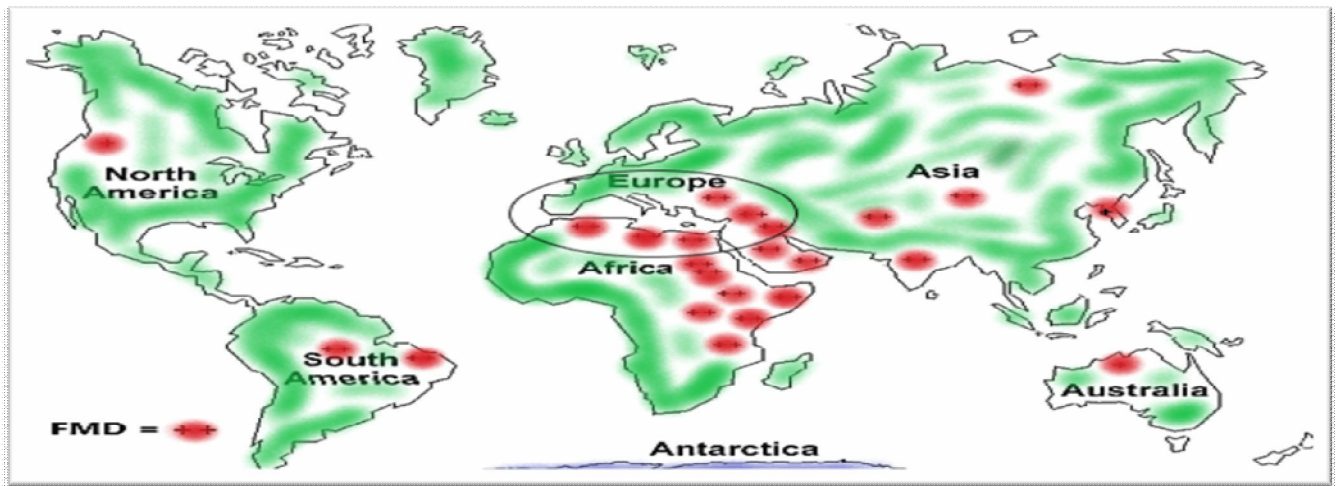 North
America
Europe
Asia
Africa
South
America
Australia
FMD =
Antarctica